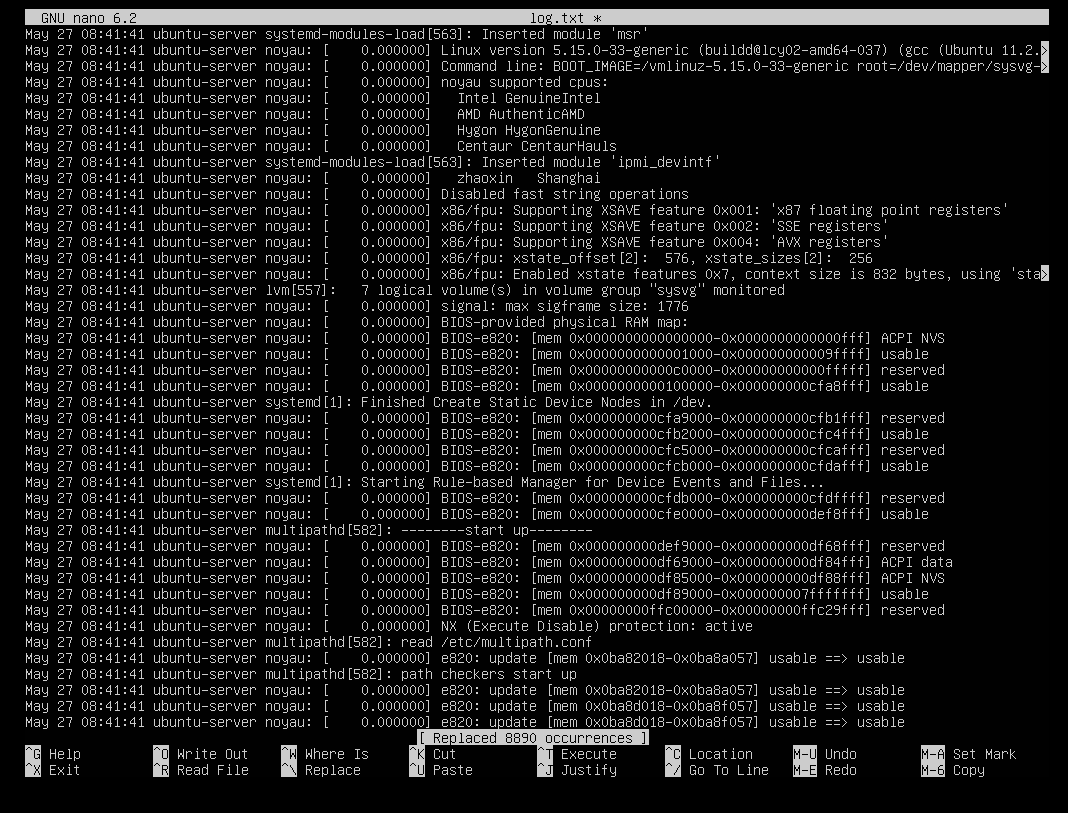 GNU nano 6.2 log.txt *
May 27 08:41:41 ubuntu-server systemd-modules-load[563]: Inserted module 'msr'
May 27 08:41:41 ubuntu-server noyau: [    0.000000] Linux version 5.15.0-33-generic (buildd@lcy02-amd64-037) (gcc (Ubuntu 11.2.>
May 27 08:41:41 ubuntu-server noyau: [    0.000000] Command line: BOOT_IMAGE=/vmlinuz-5.15.0-33-generic root=/dev/mapper/sysvg->
May 27 08:41:41 ubuntu-server noyau: [    0.000000] noyau supported cpus:
May 27 08:41:41 ubuntu-server noyau: [    0.000000]   Intel GenuineIntel
May 27 08:41:41 ubuntu-server noyau: [    0.000000]   AMD AuthenticAMD
May 27 08:41:41 ubuntu-server noyau: [    0.000000]   Hygon HygonGenuine
May 27 08:41:41 ubuntu-server noyau: [    0.000000]   Centaur CentaurHauls
May 27 08:41:41 ubuntu-server systemd-modules-load[563]: Inserted module 'ipmi_devintf'
May 27 08:41:41 ubuntu-server noyau: [    0.000000]   zhaoxin   Shanghai
May 27 08:41:41 ubuntu-server noyau: [    0.000000] Disabled fast string operations
May 27 08:41:41 ubuntu-server noyau: [    0.000000] x86/fpu: Supporting XSAVE feature 0x001: 'x87 floating point registers'
May 27 08:41:41 ubuntu-server noyau: [    0.000000] x86/fpu: Supporting XSAVE feature 0x002: 'SSE registers'
May 27 08:41:41 ubuntu-server noyau: [    0.000000] x86/fpu: Supporting XSAVE feature 0x004: 'AVX registers'
May 27 08:41:41 ubuntu-server noyau: [    0.000000] x86/fpu: xstate_offset[2]:  576, xstate_sizes[2]:  256
May 27 08:41:41 ubuntu-server noyau: [    0.000000] x86/fpu: Enabled xstate features 0x7, context size is 832 bytes, using 'sta>
May 27 08:41:41 ubuntu-server lvm[557]:   7 logical volume(s) in volume group "sysvg" monitored
May 27 08:41:41 ubuntu-server noyau: [    0.000000] signal: max sigframe size: 1776
May 27 08:41:41 ubuntu-server noyau: [    0.000000] BIOS-provided physical RAM map:
May 27 08:41:41 ubuntu-server noyau: [    0.000000] BIOS-e820: [mem 0x0000000000000000-0x0000000000000fff] ACPI NVS
May 27 08:41:41 ubuntu-server noyau: [    0.000000] BIOS-e820: [mem 0x0000000000001000-0x000000000009ffff] usable
May 27 08:41:41 ubuntu-server noyau: [    0.000000] BIOS-e820: [mem 0x00000000000c0000-0x00000000000fffff] reserved
May 27 08:41:41 ubuntu-server noyau: [    0.000000] BIOS-e820: [mem 0x0000000000100000-0x000000000cfa8fff] usable
May 27 08:41:41 ubuntu-server systemd[1]: Finished Create Static Device Nodes in /dev.
May 27 08:41:41 ubuntu-server noyau: [    0.000000] BIOS-e820: [mem 0x000000000cfa9000-0x000000000cfb1fff] reserved
May 27 08:41:41 ubuntu-server noyau: [    0.000000] BIOS-e820: [mem 0x000000000cfb2000-0x000000000cfc4fff] usable
May 27 08:41:41 ubuntu-server noyau: [    0.000000] BIOS-e820: [mem 0x000000000cfc5000-0x000000000cfcafff] reserved
May 27 08:41:41 ubuntu-server noyau: [    0.000000] BIOS-e820: [mem 0x000000000cfcb000-0x000000000cfdafff] usable
May 27 08:41:41 ubuntu-server systemd[1]: Starting Rule-based Manager for Device Events and Files...
May 27 08:41:41 ubuntu-server noyau: [    0.000000] BIOS-e820: [mem 0x000000000cfdb000-0x000000000cfdffff] reserved
May 27 08:41:41 ubuntu-server noyau: [    0.000000] BIOS-e820: [mem 0x000000000cfe0000-0x000000000def8fff] usable
May 27 08:41:41 ubuntu-server multipathd[582]: --------start up--------
May 27 08:41:41 ubuntu-server noyau: [    0.000000] BIOS-e820: [mem 0x000000000def9000-0x000000000df68fff] reserved
May 27 08:41:41 ubuntu-server noyau: [    0.000000] BIOS-e820: [mem 0x000000000df69000-0x000000000df84fff] ACPI data
May 27 08:41:41 ubuntu-server noyau: [    0.000000] BIOS-e820: [mem 0x000000000df85000-0x000000000df88fff] ACPI NVS
May 27 08:41:41 ubuntu-server noyau: [    0.000000] BIOS-e820: [mem 0x000000000df89000-0x000000007fffffff] usable
May 27 08:41:41 ubuntu-server noyau: [    0.000000] BIOS-e820: [mem 0x00000000ffc00000-0x00000000ffc29fff] reserved
May 27 08:41:41 ubuntu-server noyau: [    0.000000] NX (Execute Disable) protection: active
May 27 08:41:41 ubuntu-server multipathd[582]: read /etc/multipath.conf
May 27 08:41:41 ubuntu-server noyau: [    0.000000] e820: update [mem 0x0ba82018-0x0ba8a057] usable ==> usable
May 27 08:41:41 ubuntu-server multipathd[582]: path checkers start up
May 27 08:41:41 ubuntu-server noyau: [    0.000000] e820: update [mem 0x0ba82018-0x0ba8a057] usable ==> usable
May 27 08:41:41 ubuntu-server noyau: [    0.000000] e820: update [mem 0x0ba8d018-0x0ba8f057] usable ==> usable
May 27 08:41:41 ubuntu-server noyau: [    0.000000] e820: update [mem 0x0ba8d018-0x0ba8f057] usable ==> usable
[ Replaced 8890 occurrences ]
^G Help ^O Write Out ^W Where Is ^K Cut ^T Execute ^C Location M-U Undo M-A Set Mark
^X Exit ^R Read File ^\ Replace ^U Paste ^J Justify ^/ Go To Line M-E Redo M-6 Copy